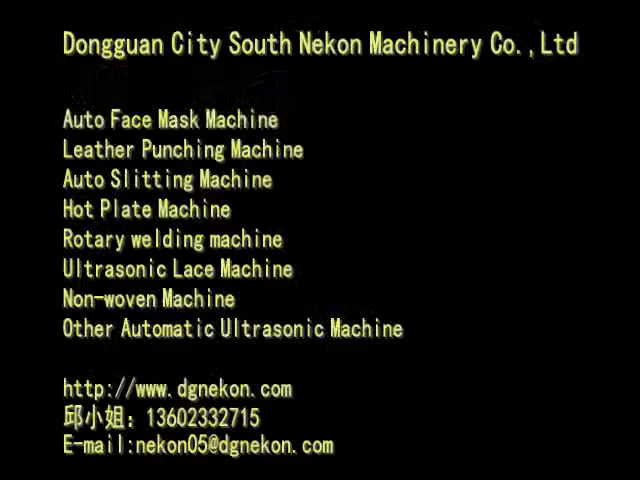 Dongguan City South Nekon Machinery Co.,Ltd
Auto Face Mask Machine
Leather Punching Machine
Auto Slitting Machine
Hot Plate Machine
Rotary welding machine
Ultrasonic Lace Machine
Non-woven Machine
Other Automatic Ultrasonic Machine
http://www.dgnekon.com
邱小姐：13602332715
E-mail:nekon05@dgnekon.com